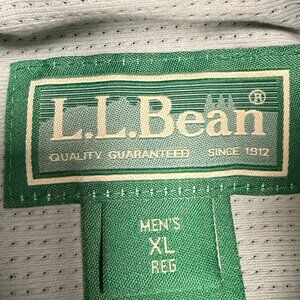 L.L.Bean®
QUALITY GUARANTEED SINCE 1912
MEN'S
XL
REG